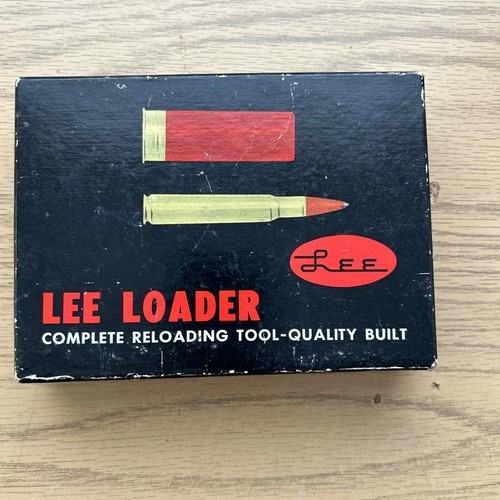 Lee
LEE LOADER
COMPLETE RELOADING TOOL-QUALITY BUILT